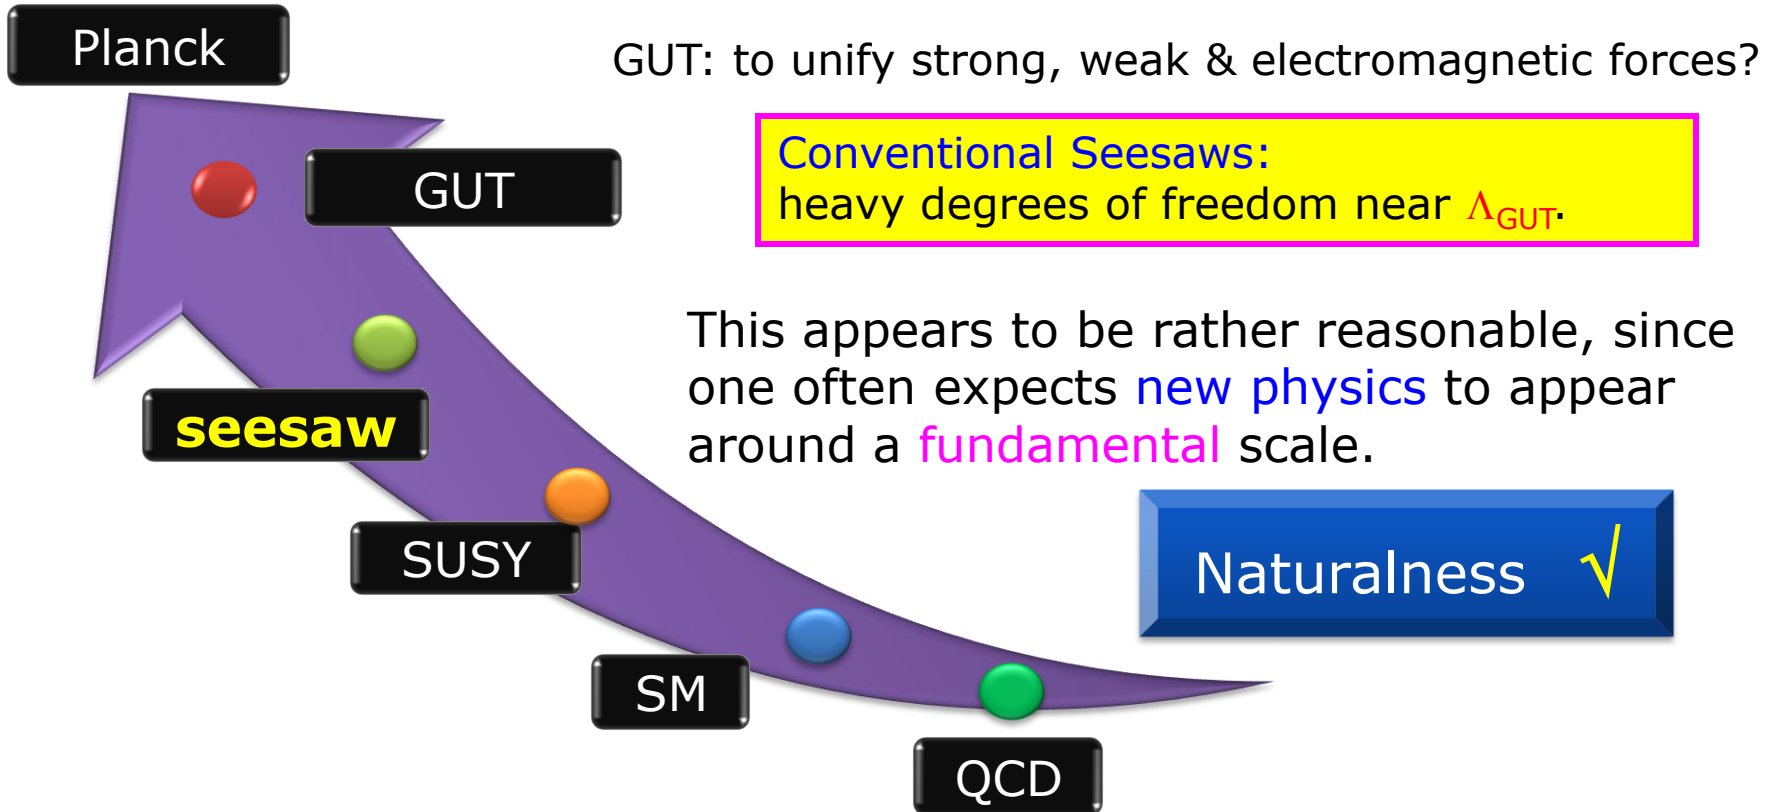 Planck
GUT: to unify strong, weak & electromagnetic forces?
Conventional Seesaws:
heavy degrees of freedom near Λ_GUT.
GUT
This appears to be rather reasonable, since
one often expects new physics to appear
around a fundamental scale.
seesaw
SUSY
Naturalness √
SM
QCD